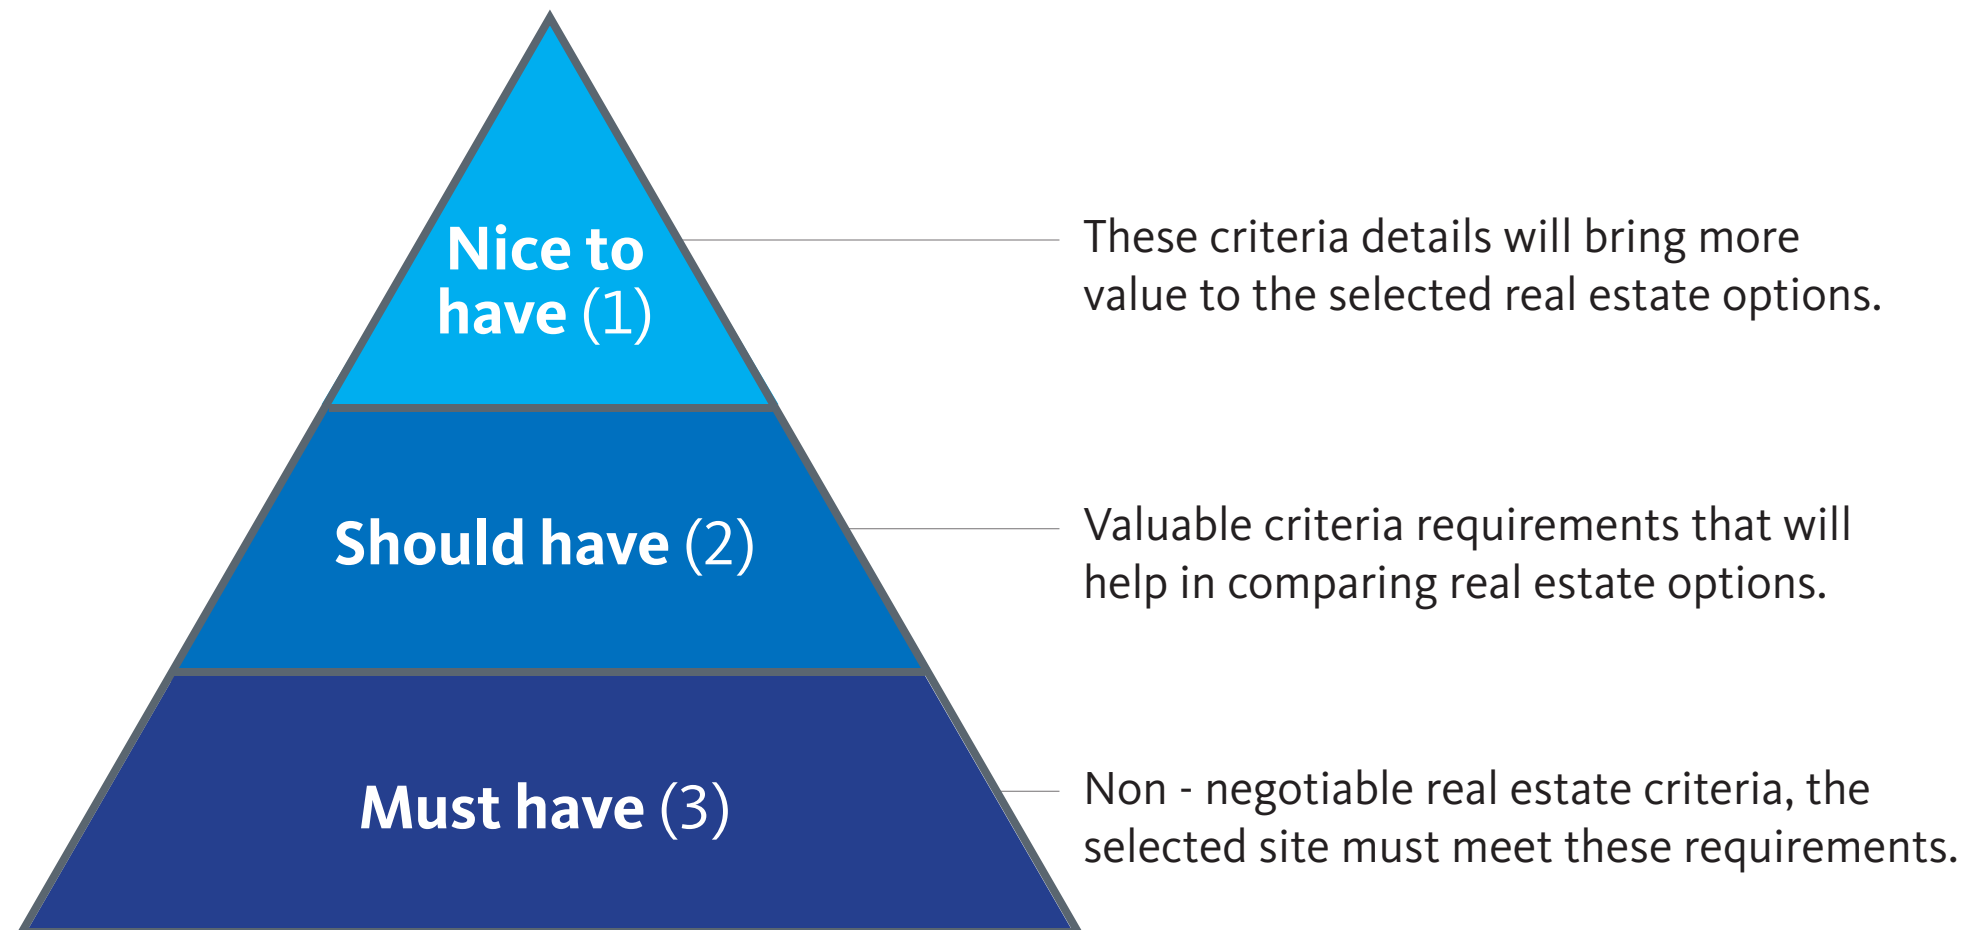 Nice to
have (1)
These criteria details will bring more
value to the selected real estate options.
Should have (2)
Valuable criteria requirements that will
help in comparing real estate options.
Must have (3)
Non - negotiable real estate criteria, the
selected site must meet these requirements.